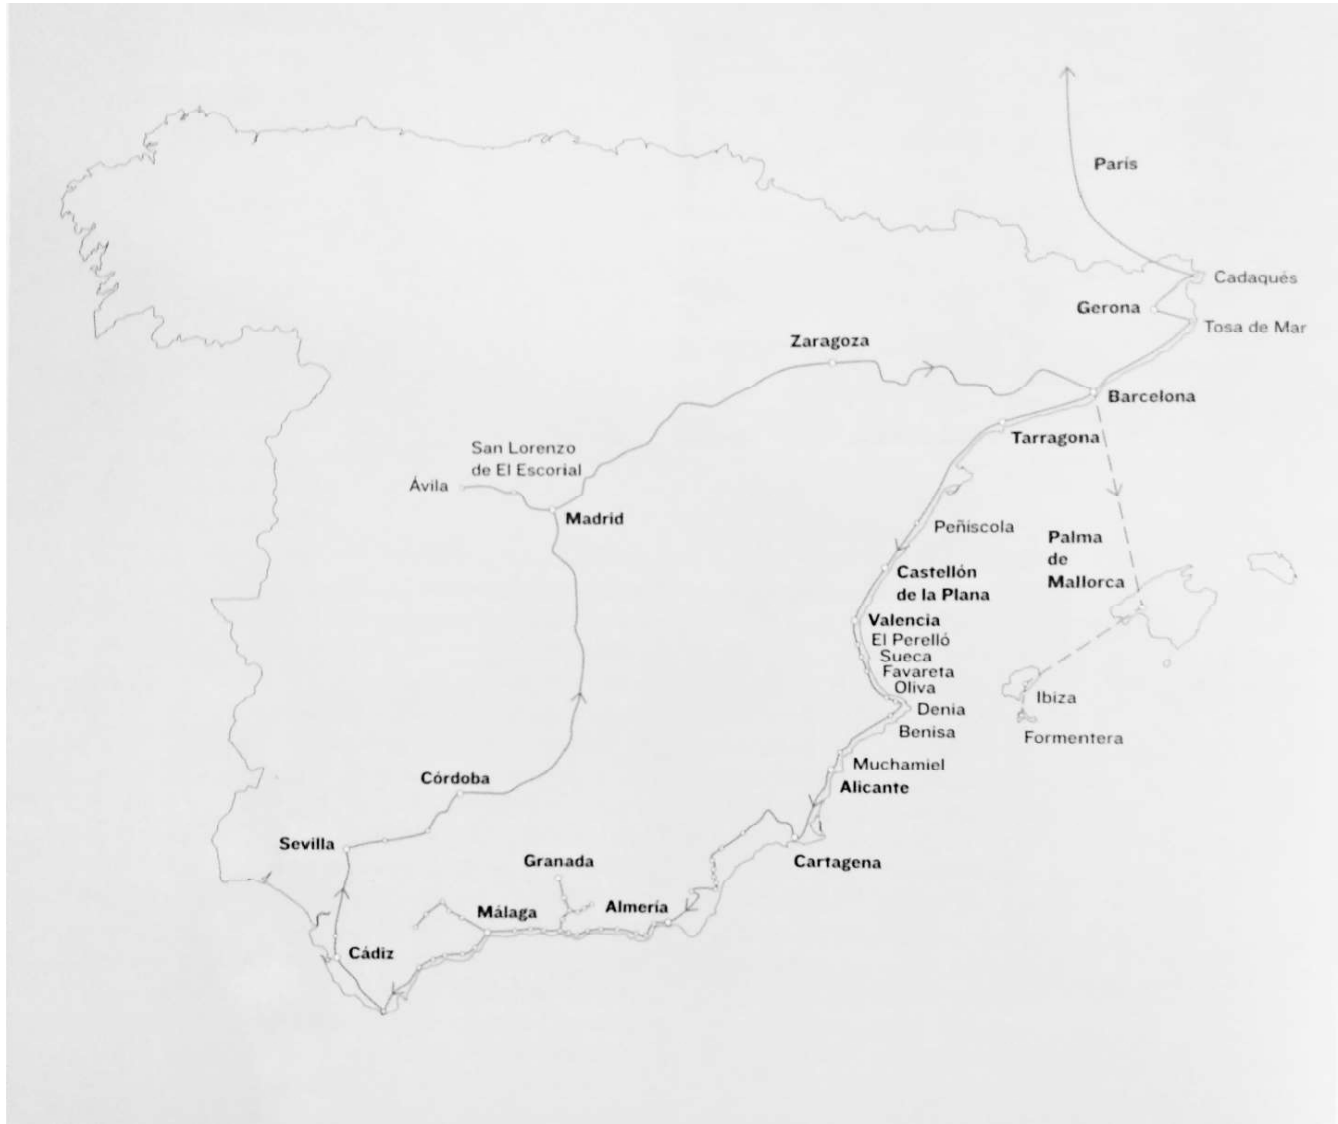 París
Cadaqués
Gerona
Tosa de Mar
Zaragoza
Barcelona
Tarragona
San Lorenzo
de El Escorial
Ávila
Madrid
Peñiscola
Palma
de
Mallorca
Castellón
de la Plana
Valencia
El Perelló
Sueca
Favareta
Oliva
Denia
Benisa
Ibiza
Formentera
Muchamiel
Alicante
Córdoba
Sevilla
Granada
Cartagena
Málaga
Almería
Cádiz